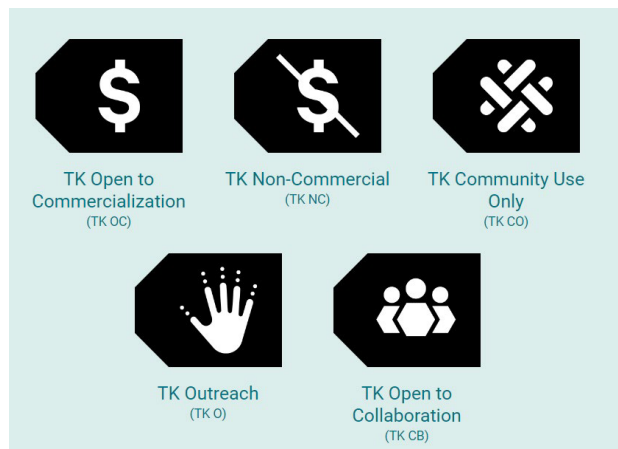 TK Open to
Commercialization
(TK OC)
TK Non-Commercial
(TK NC)
TK Community Use
Only
(TK CO)
TK Outreach
(TK O)
TK Open to
Collaboration
(TK CB)